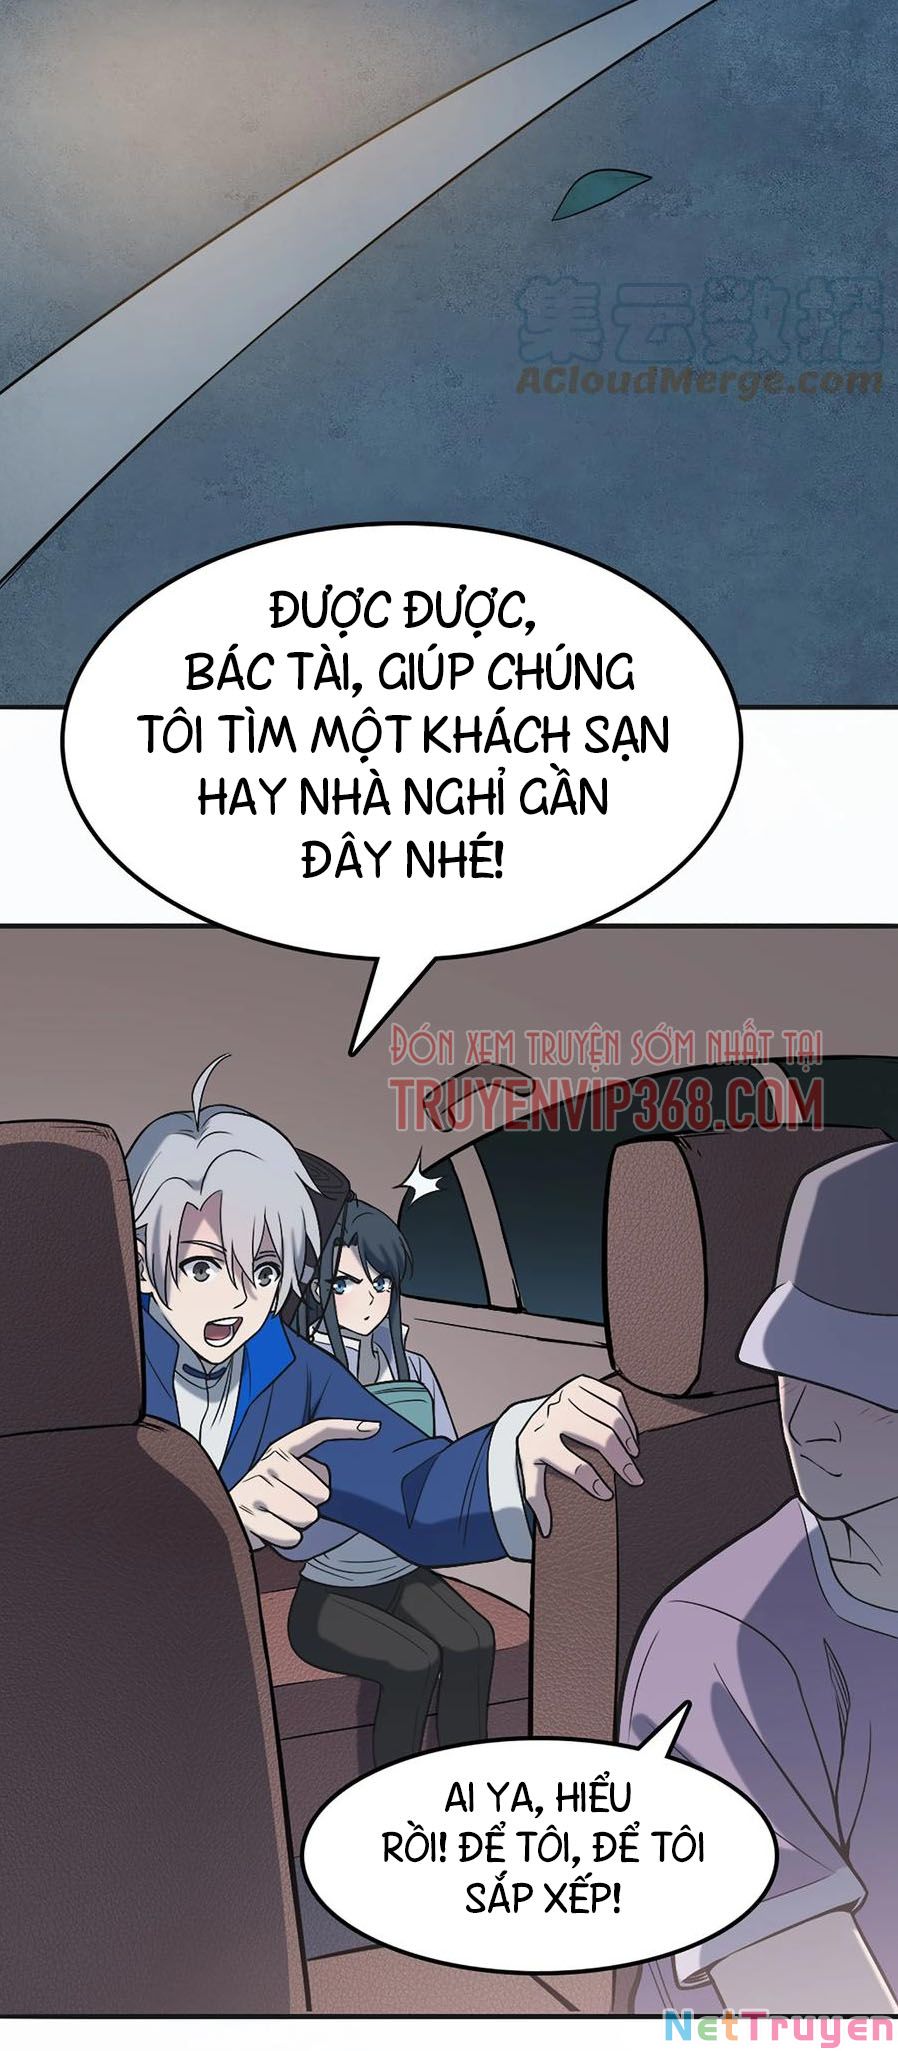 集云数据
ACloudMerge.com
ĐƯỢC ĐƯỢC,
BÁC TÀI, GIÚP CHÚNG
TÔI TÌM MỘT KHÁCH SẠN
HAY NHÀ NGHỈ GẦN
ĐÂY NHÉ!
ĐÓN XEM TRUYỆN SỚM NHẤT TẠI
TRUYENVIP368.COM
AI YA, HIỂU
RỒI! ĐỂ TÔI, ĐỂ TÔI
SẮP XẾP!
NetTruyen